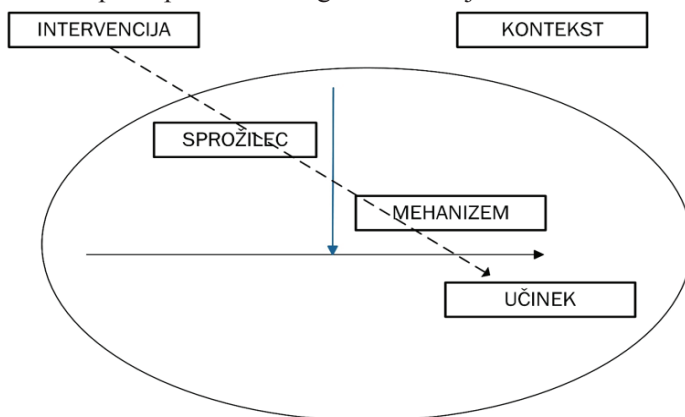 INTERVENCIJA
KONTEKST
SPROŽILEC
MEHANIZEM
UČINEK